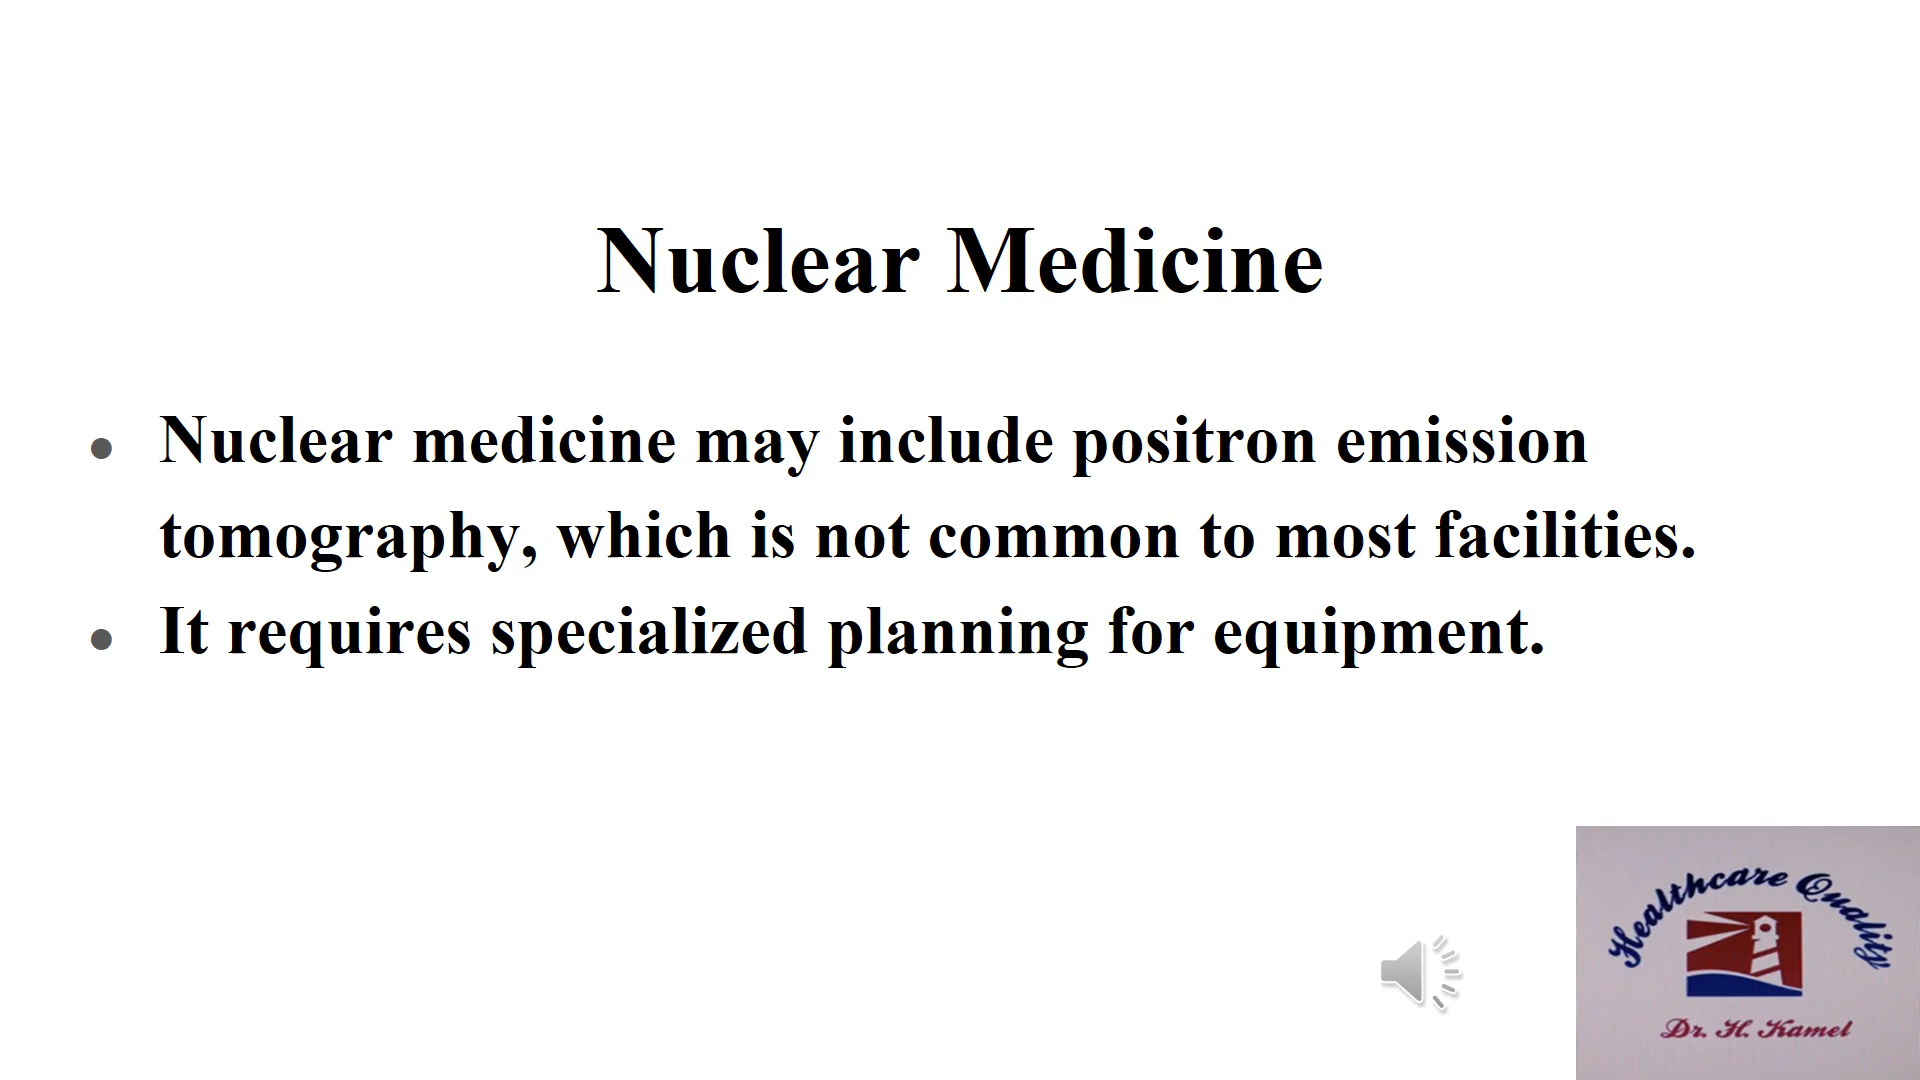 Nuclear Medicine
● Nuclear medicine may include positron emission
tomography, which is not common to most facilities.
● It requires specialized planning for equipment.
Healthcare Quality
Dr. H. Kamel